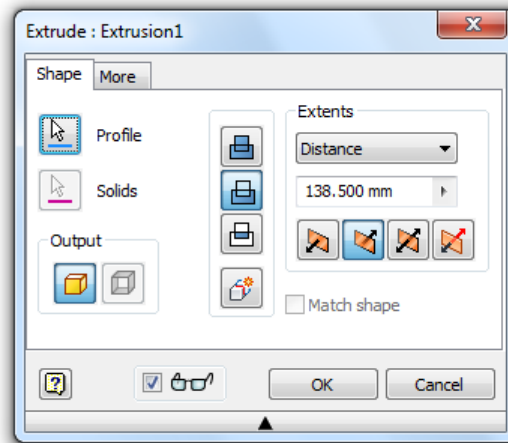 Extrude : Extrusion1
Shape
More
Profile
Solids
Output
Extents
Distance
138.500 mm
Match shape
?
OK
Cancel